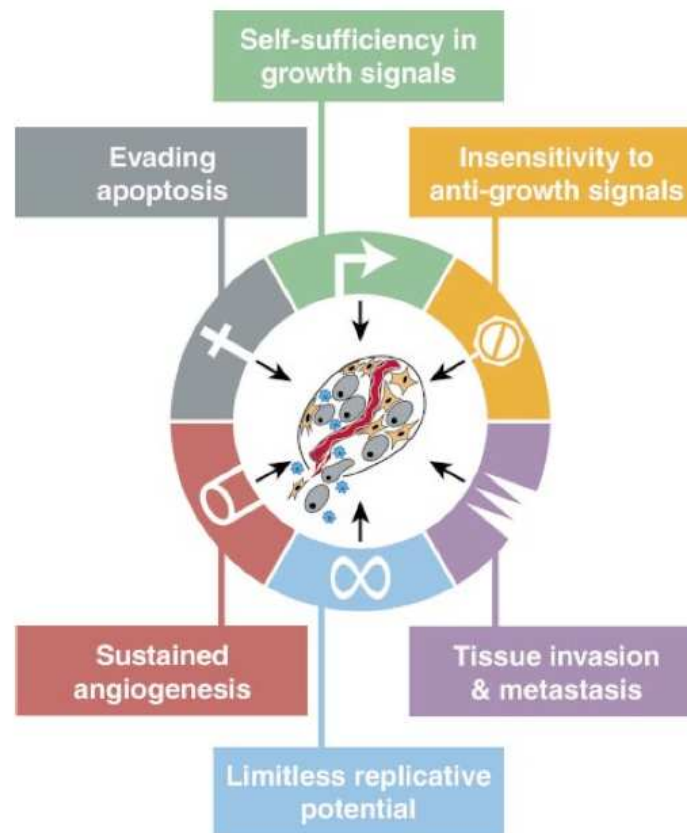 Self-sufficiency in
growth signals
Evading
apoptosis
Insensitivity to
anti-growth signals
Sustained
angiogenesis
Tissue invasion
& metastasis
Limitless replicative
potential